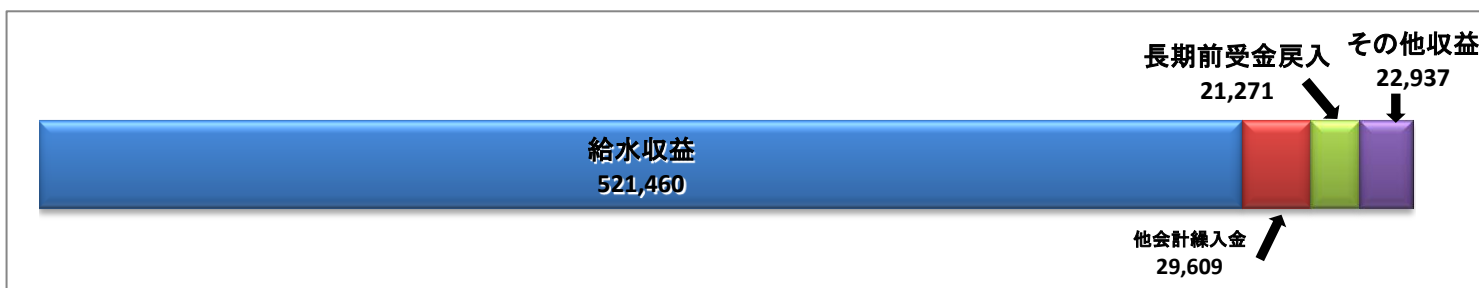 給水収益
521,460
他会計繰入金
29,609
長期前受金戻入
21,271
その他収益
22,937